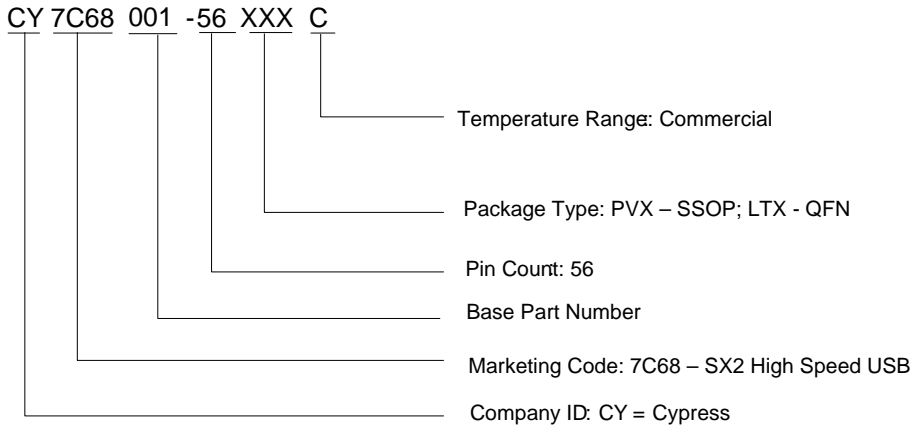 CY 7C68 001 -56 XXX C
Temperature Range: Commercial
Package Type: PVX – SSOP; LTX - QFN
Pin Count: 56
Base Part Number
Marketing Code: 7C68 – SX2 High Speed USB
Company ID: CY = Cypress